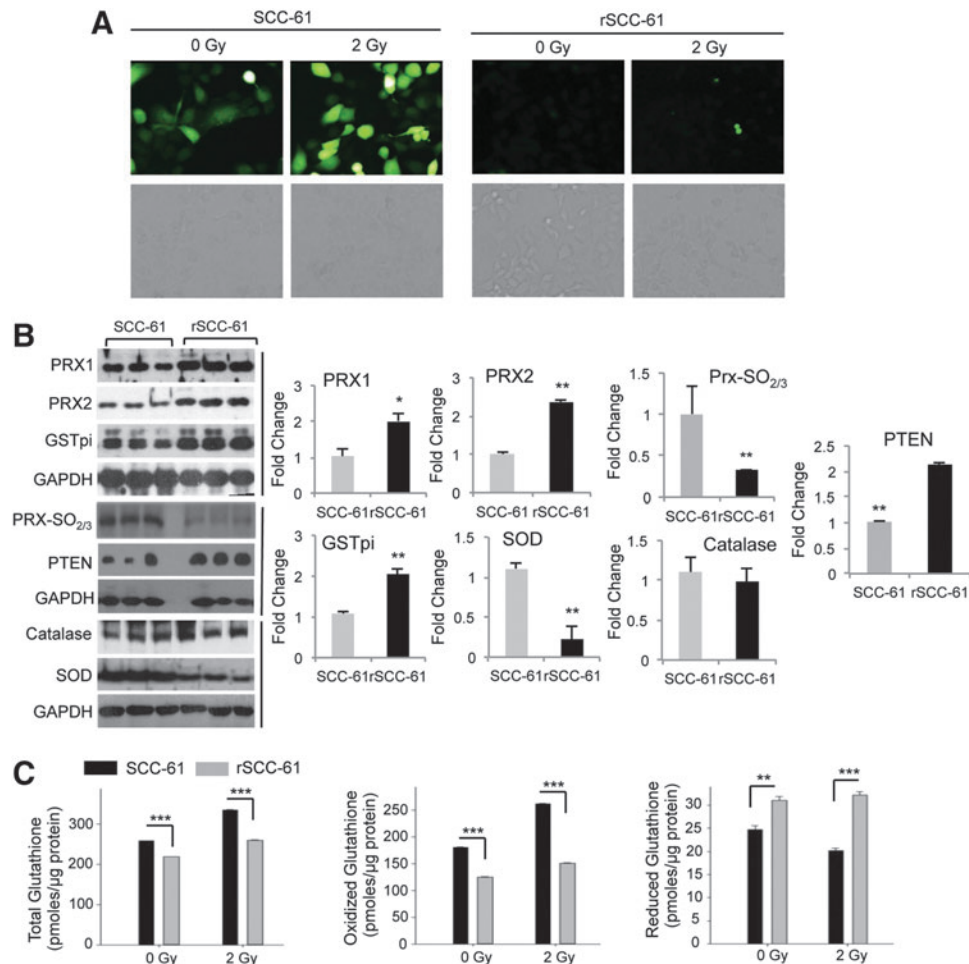 A
SCC-61
rSCC-61
0 Gy
2 Gy
0 Gy
2 Gy
B
SCC-61
rSCC-61
PRX1
PRX2
GSTpi
GAPDH
PRX-SO2/3
PTEN
GAPDH
Catalase
SOD
GAPDH
PRX1
Fold Change
3
2
1
0
*
SCC-61rSCC-61
PRX2
Fold Change
3
2
1
0
**
SCC-61rSCC-61
Prx-SO2/3
Fold Change
1.5
1
0.5
0
**
SCC-61rSCC-61
GSTpi
Fold Change
3
2
1
0
**
SCC-61rSCC-61
SOD
Fold Change
1.5
1
0.5
0
**
SCC-61rSCC-61
Catalase
Fold Change
1.5
1
0.5
0
SCC-61rSCC-61
PTEN
Fold Change
2.5
2
1.5
1
0.5
0
**
SCC-61 rSCC-61
C
SCC-61
rSCC-61
Total Glutathione
(pmoles/µg protein)
300
200
100
0
***
***
0 Gy
2 Gy
Oxidized Glutathione
(pmoles/µg protein)
250
200
150
100
50
0
***
***
0 Gy
2 Gy
Reduced Glutathione
(pmoles/µg protein)
30
25
20
15
10
5
0
**
***
0 Gy
2 Gy